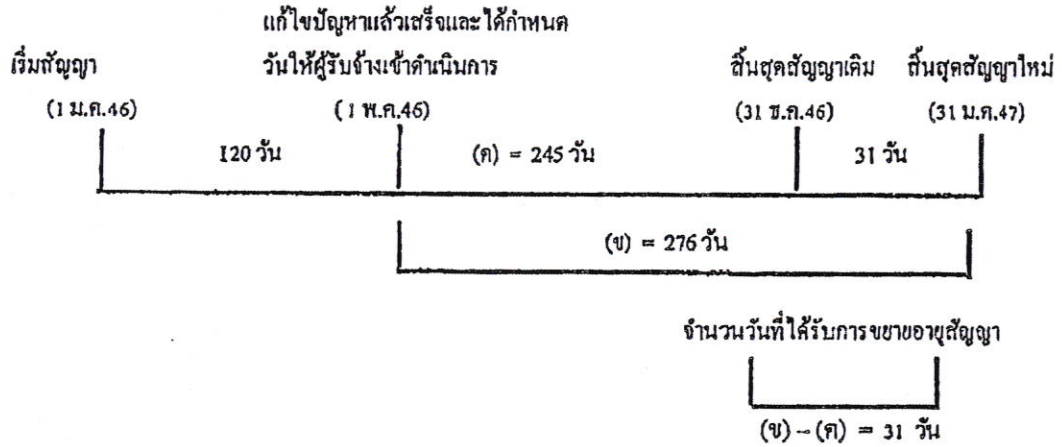 แก้ไขปัญหาแล้วเสร็จและได้กำหนด
เริ่มสัญญา วันให้ผู้รับจ้างเข้าดำเนินการ สิ้นสุดสัญญาเดิม สิ้นสุดสัญญาใหม่
(1 ม.ค.46) (1 พ.ค.46) (31 ธ.ค.46) (31 ม.ค.47)
120 วัน (ค) = 245 วัน 31 วัน
(ข) = 276 วัน
จำนวนวันที่ได้รับการขยายอายุสัญญา
(ข) – (ค) = 31 วัน